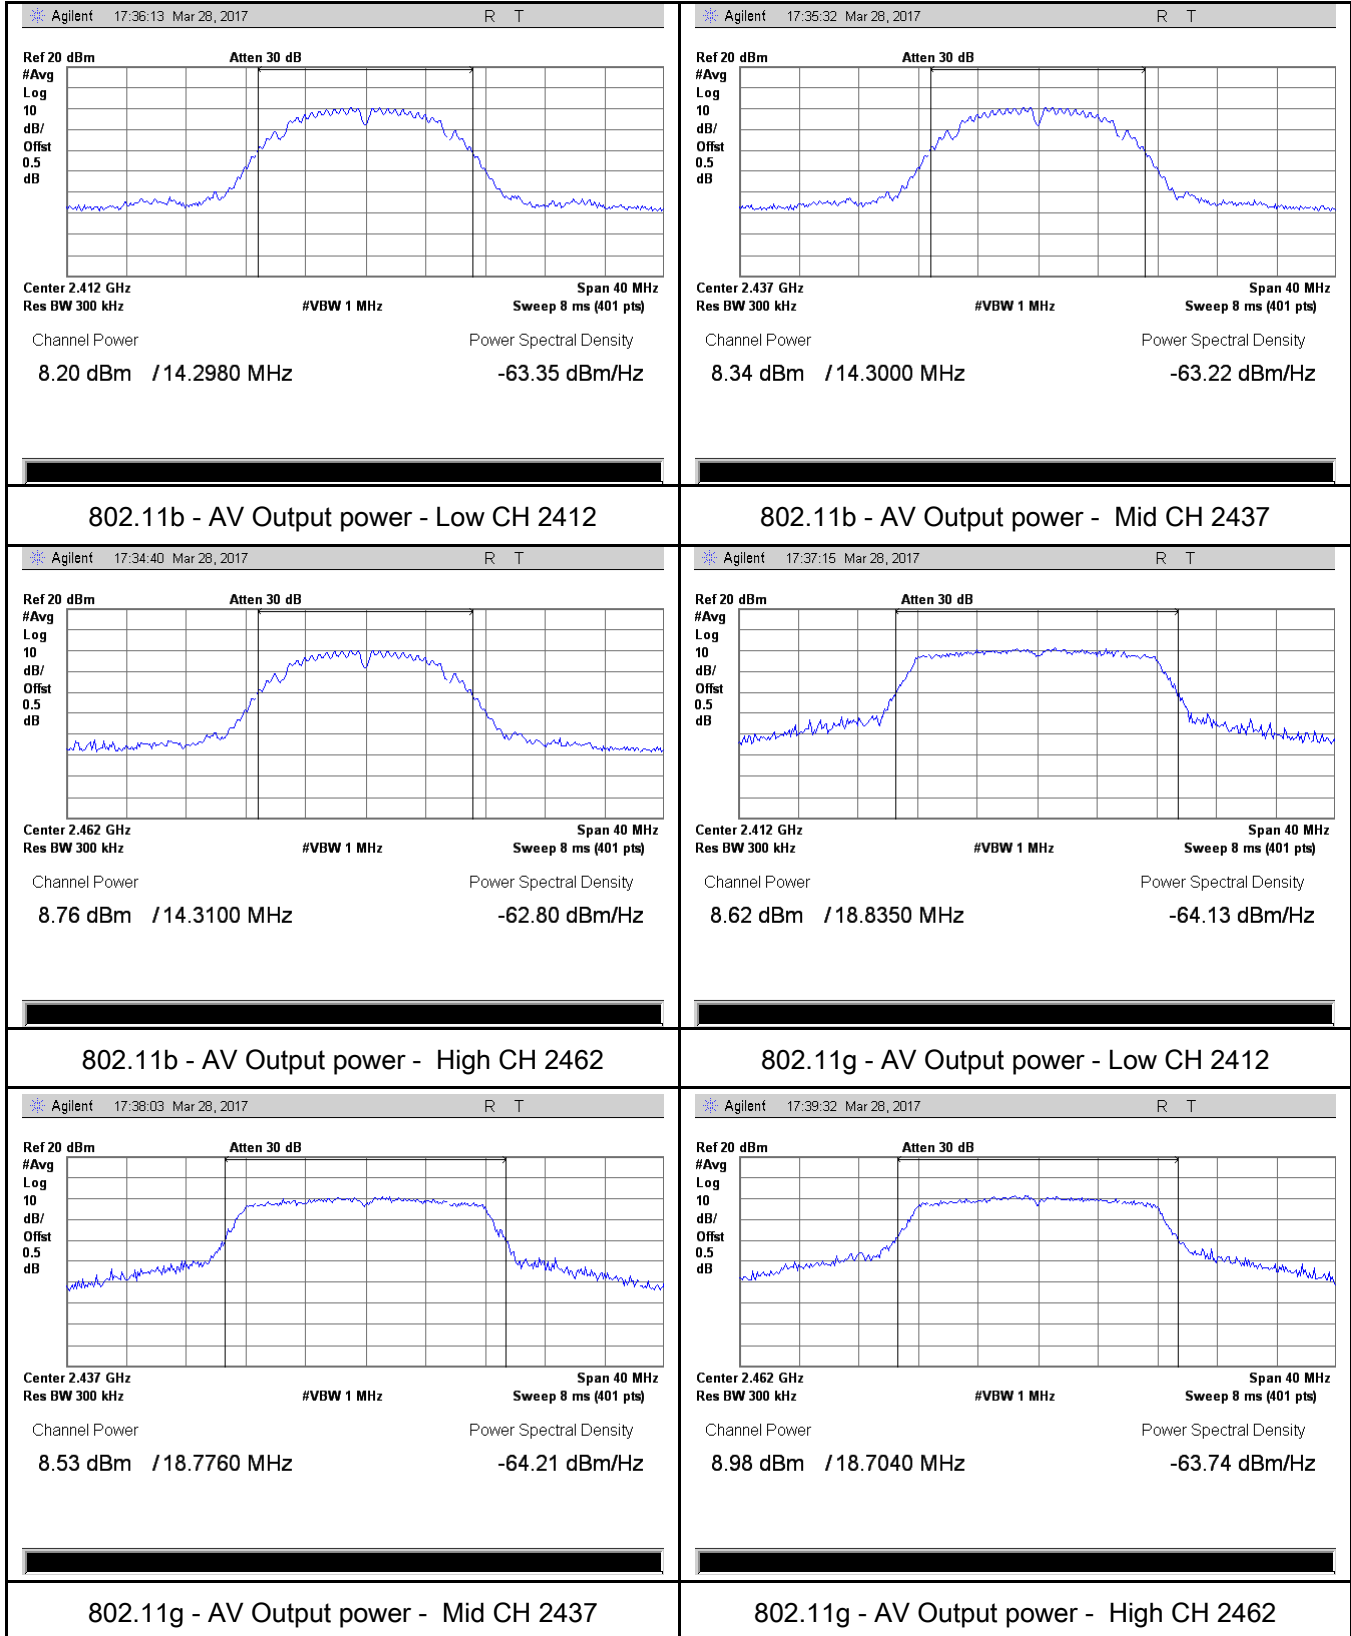 Agilent 17:36:13 Mar 28, 2017 R T
Ref 20 dBm Atten 30 dB
#Avg
Log
10
dB/
Offst
0.5
dB
Center 2.412 GHz Span 40 MHz
Res BW 300 kHz #VBW 1 MHz Sweep 8 ms (401 pts)
Channel Power Power Spectral Density
8.20 dBm / 14.2980 MHz -63.35 dBm/Hz
802.11b - AV Output power - Low CH 2412
Agilent 17:35:32 Mar 28, 2017 R T
Ref 20 dBm Atten 30 dB
#Avg
Log
10
dB/
Offst
0.5
dB
Center 2.437 GHz Span 40 MHz
Res BW 300 kHz #VBW 1 MHz Sweep 8 ms (401 pts)
Channel Power Power Spectral Density
8.34 dBm / 14.3000 MHz -63.22 dBm/Hz
802.11b - AV Output power - Mid CH 2437
Agilent 17:34:40 Mar 28, 2017 R T
Ref 20 dBm Atten 30 dB
#Avg
Log
10
dB/
Offst
0.5
dB
Center 2.462 GHz Span 40 MHz
Res BW 300 kHz #VBW 1 MHz Sweep 8 ms (401 pts)
Channel Power Power Spectral Density
8.76 dBm / 14.3100 MHz -62.80 dBm/Hz
802.11b - AV Output power - High CH 2462
Agilent 17:37:15 Mar 28, 2017 R T
Ref 20 dBm Atten 30 dB
#Avg
Log
10
dB/
Offst
0.5
dB
Center 2.412 GHz Span 40 MHz
Res BW 300 kHz #VBW 1 MHz Sweep 8 ms (401 pts)
Channel Power Power Spectral Density
8.62 dBm / 18.8350 MHz -64.13 dBm/Hz
802.11g - AV Output power - Low CH 2412
Agilent 17:38:03 Mar 28, 2017 R T
Ref 20 dBm Atten 30 dB
#Avg
Log
10
dB/
Offst
0.5
dB
Center 2.437 GHz Span 40 MHz
Res BW 300 kHz #VBW 1 MHz Sweep 8 ms (401 pts)
Channel Power Power Spectral Density
8.53 dBm / 18.7760 MHz -64.21 dBm/Hz
802.11g - AV Output power - Mid CH 2437
Agilent 17:39:32 Mar 28, 2017 R T
Ref 20 dBm Atten 30 dB
#Avg
Log
10
dB/
Offst
0.5
dB
Center 2.462 GHz Span 40 MHz
Res BW 300 kHz #VBW 1 MHz Sweep 8 ms (401 pts)
Channel Power Power Spectral Density
8.98 dBm / 18.7040 MHz -63.74 dBm/Hz
802.11g - AV Output power - High CH 2462